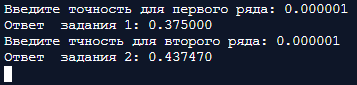 Введите точность для первого ряда: 0.000001
Ответ  задания 1: 0.375000
Введите тчность для второго ряда: 0.000001
Ответ  задания 2: 0.437470